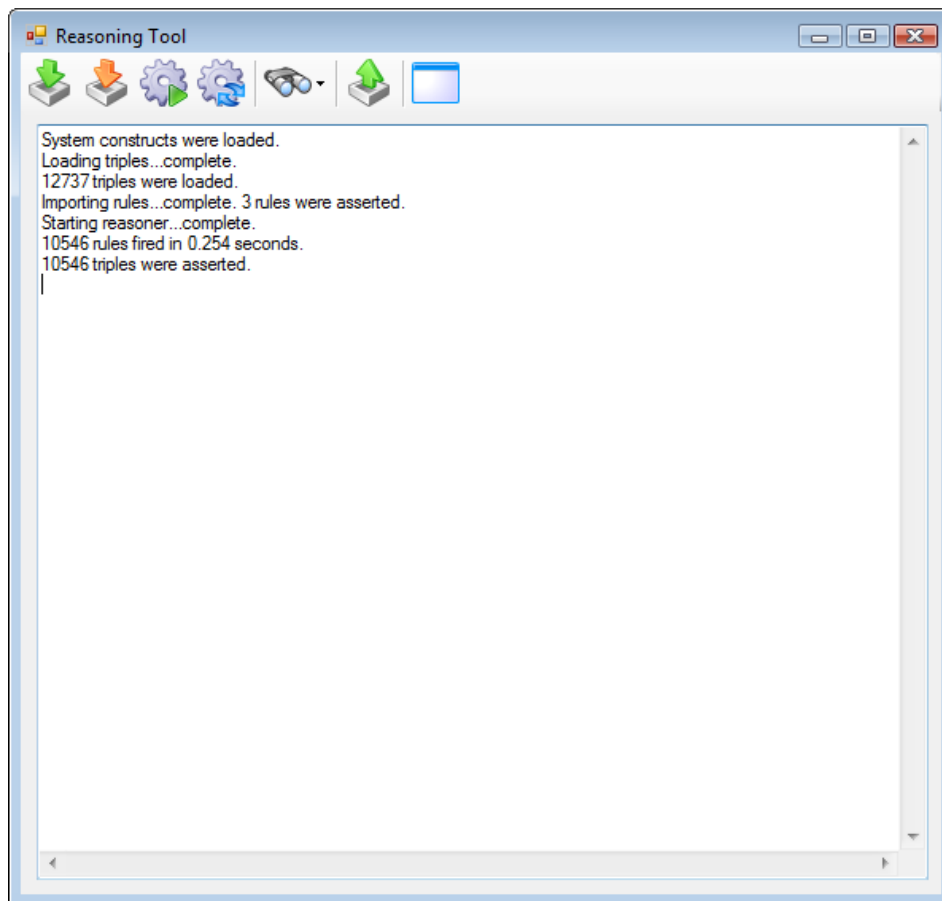 Reasoning Tool
System constructs were loaded.
Loading triples...complete.
12737 triples were loaded.
Importing rules...complete. 3 rules were asserted.
Starting reasoner...complete.
10546 rules fired in 0.254 seconds.
10546 triples were asserted.